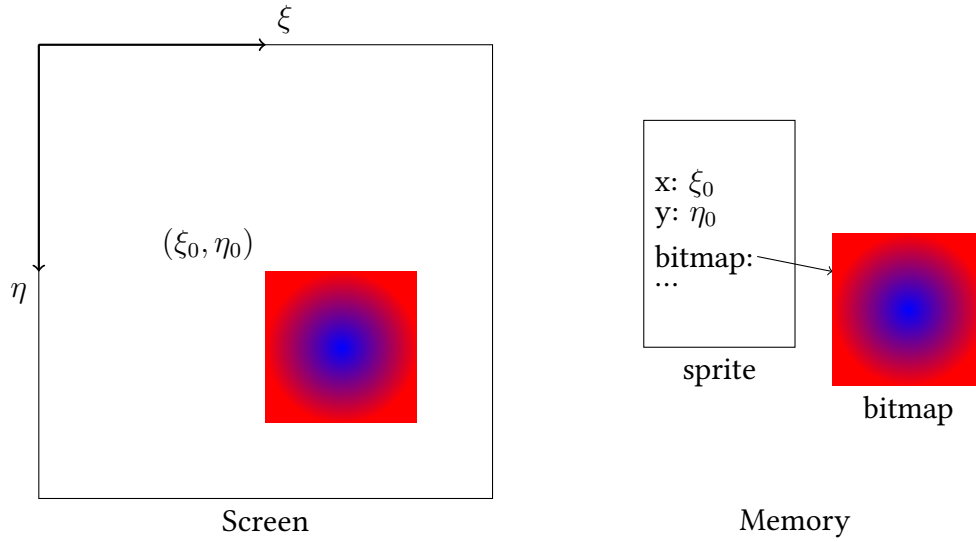 ξ
(ξ₀, η₀)
η
Screen
x: ξ₀
y: η₀
bitmap:
...
sprite
bitmap
Memory